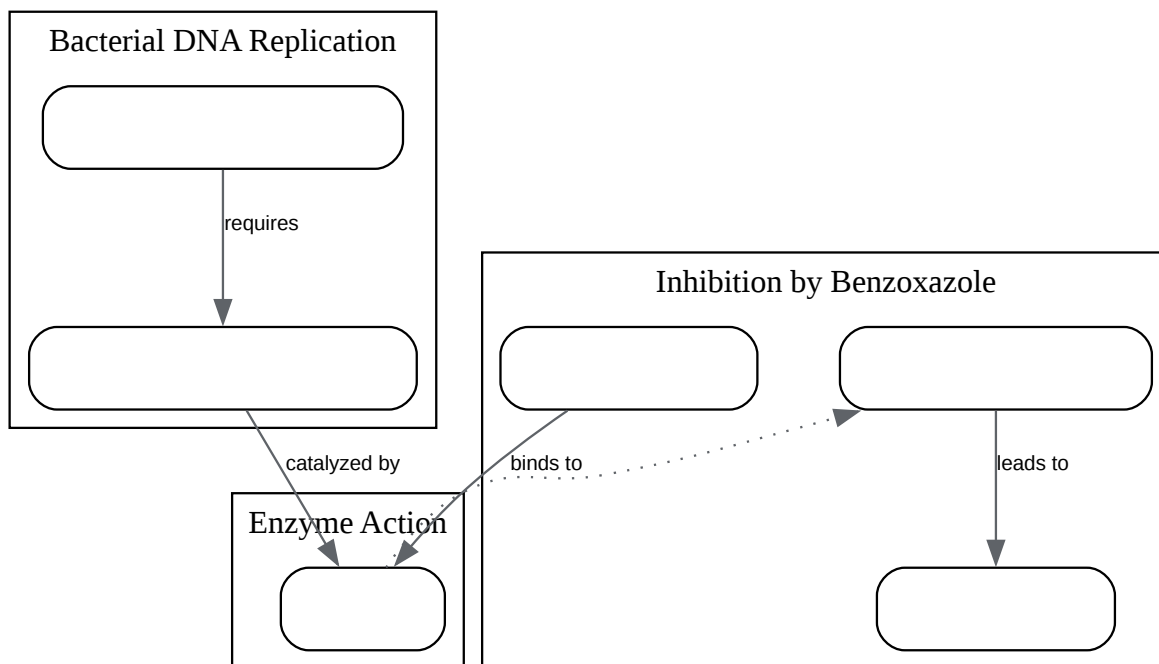 Bacterial DNA Replication
requires
Inhibition by Benzoxazole
catalyzed by
binds to
leads to
Enzyme Action